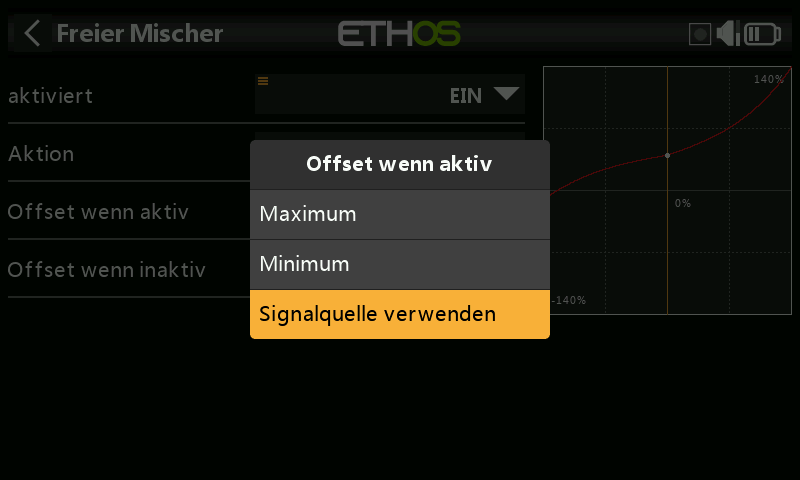 Freier Mischer
ETHOS
aktiviert
EIN
140%
Aktion
Offset wenn aktiv
Maximum
Offset wenn aktiv
0%
Minimum
Offset wenn inaktiv
-140%
Signalquelle verwenden